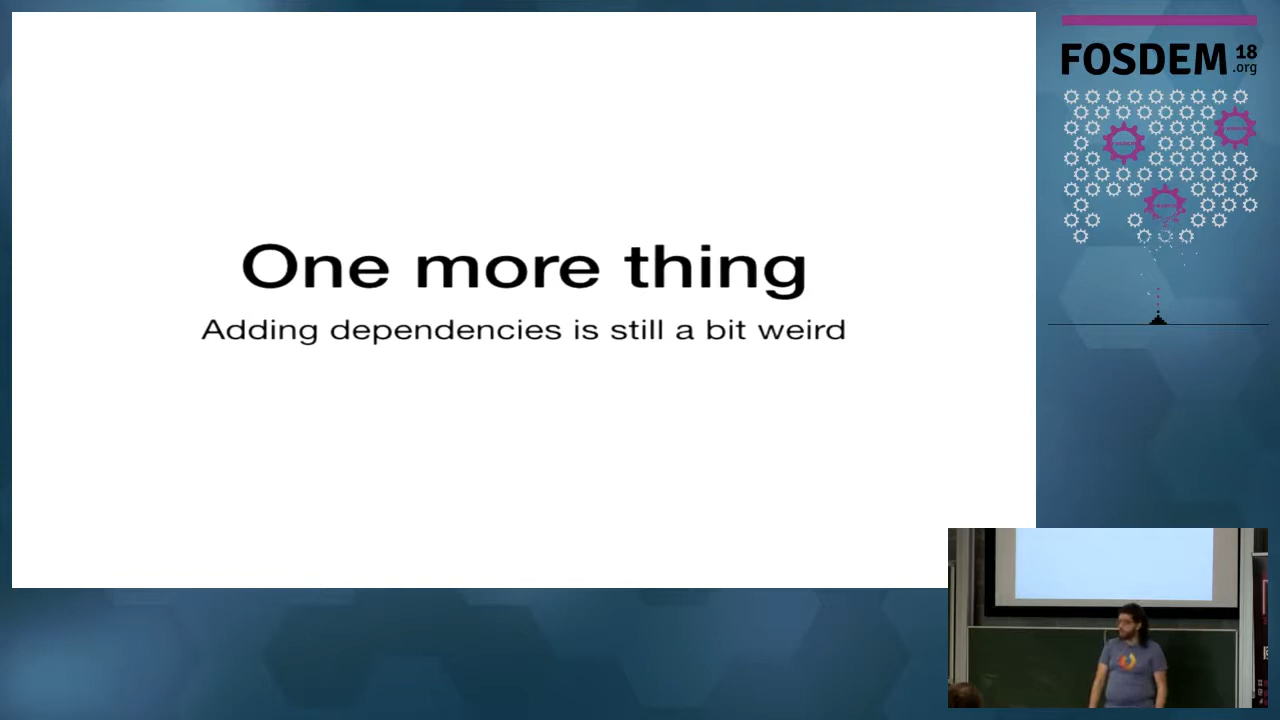 One more thing
Adding dependencies is still a bit weird
FOSDEM 18
.org